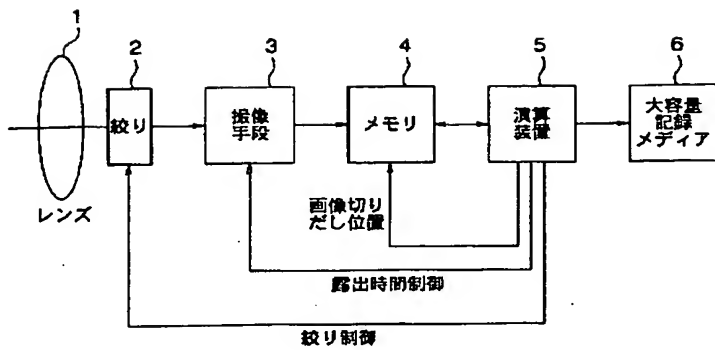 1
2
3
4
5
6
レンズ
絞り
撮像
手段
メモリ
演算
装置
大容量
記録
メディア
画像切り
だし位置
露出時間制御
絞り制御